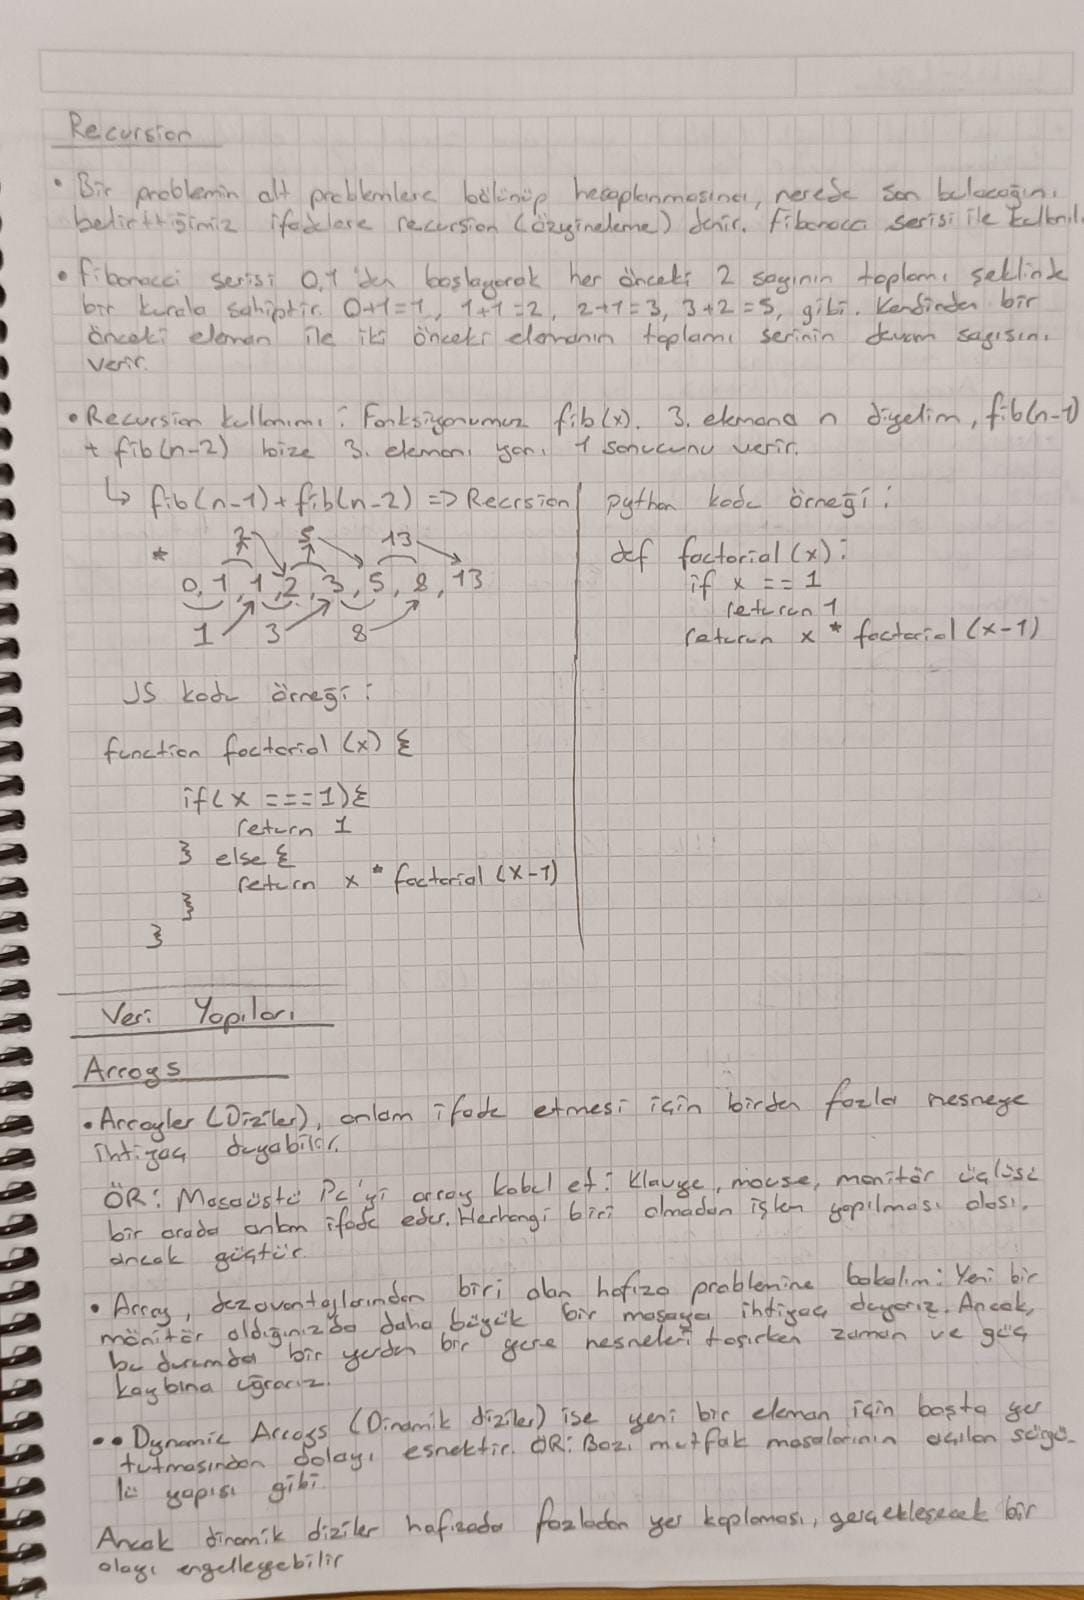 Recursion
• Bir problemin alt problemlere bölünüp hesaplanmasına, nerede son bulacağını
belirttiğimiz ifadelere recursion (özyineleme) denir. Fibonacci serisi ile kullanılır
• Fibonacci serisi 0,1'den başlayarak her önceki 2 sayının toplamı şeklinde
bir kurala sahiptir. 0+1=1, 1+1=2, 2+1=3, 3+2=5, gibi. Kendinden bir
önceki eleman ile iki önceki elemanın toplamı serinin devam sayısını
verir.
• Recursion kullanımı : Fonksiyonumuz fib(x). 3. elemana n diyelim, fib(n-1)
+ fib(n-2) bize 3. elemanı yani 1 sonucunu verir.
↳ fib(n-1)+fib(n-2) => Recrsion
* 2 5 13
0,1,1,2,3,5,8,13
1 3 8
JS kodu örneği :
function factorial (x) {
if(x ===1){
return 1
} else {
return x * factorial (x-1)
}
}
python kodu örneği :
def factorial (x):
if x == 1
returun 1
returun x * factorial (x-1)
Veri Yapıları
Arrays
• Arrayler (Diziler), anlam ifade etmesi için birden fazla nesneye
ihtiyaç duyabilir.
ÖR: Masaüstü Pc'yi array kabul et : Klavye, mouse, monitör üçlüsü
bir arada anlam ifade eder. Herhangi biri olmadan işlem yapılması olası,
ancak güçtür.
• Array, dezavantajlarından biri olan hafıza problemine bakalım: Yeni bir
mönitör aldığınızda daha büyük bir masaya ihtiyaç duyarız. Ancak,
bu durumda bir yerden bir yere nesneleri taşırken zaman ve güç
kaybına uğrarız.
•• Dynamic Arrays (Dinamik diziler) ise yeni bir eleman için boşta yer
tutmasından dolayı esnektir. ÖR: Bazı mutfak masalarının açılan sürgü-
lü yapısı gibi.
Ancak dinamik diziler hafızada fazladan yer kaplaması, gerçekleşecek bir
olayı engelleyebilir